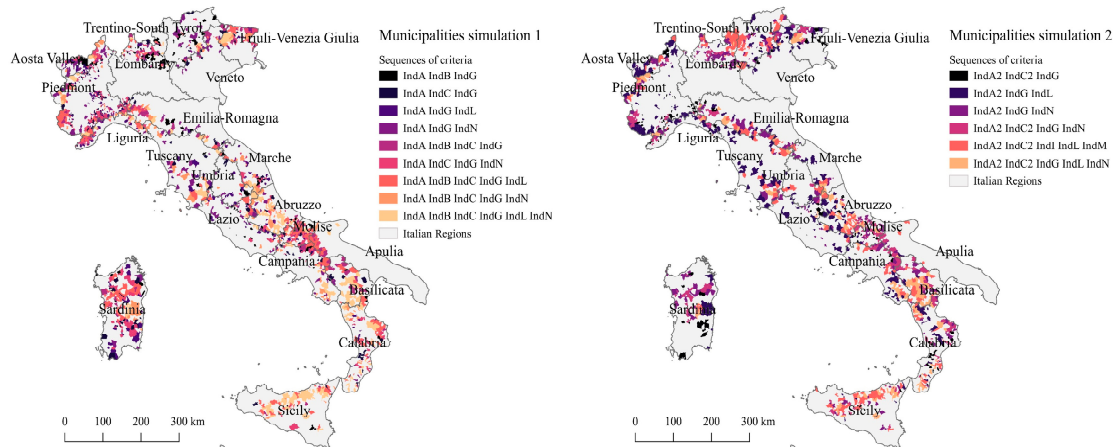 Trentino-South Tyrol
Friuli-Venezia Giulia
Aosta Valley
Lombardy
Veneto
Piedmont
Emilia-Romagna
Liguria
Tuscany
Marche
Umbria
Abruzzo
Lazio
Molise
Apulia
Campania
Basilicata
Sardinia
Calabria
Sicily
0 100 200 300 km
Municipalities simulation 1
Sequences of criteria
IndA IndB IndG
IndA IndC IndG
IndA IndG IndL
IndA IndG IndN
IndA IndB IndC IndG
IndA IndC IndG IndN
IndA IndB IndC IndG IndL
IndA IndB IndC IndG IndN
IndA IndB IndC IndG IndL IndN
Italian Regions
Trentino-South Tyrol
Friuli-Venezia Giulia
Aosta Valley
Lombardy
Veneto
Piedmont
Emilia-Romagna
Liguria
Tuscany
Marche
Umbria
Abruzzo
Lazio
Molise
Apulia
Campania
Basilicata
Sardinia
Calabria
Sicily
0 100 200 300 km
Municipalities simulation 2
Sequences of criteria
IndA2 IndC2 IndG
IndA2 IndG IndL
IndA2 IndG IndN
IndA2 IndC2 IndG IndN
IndA2 IndC2 IndI IndL IndM
IndA2 IndC2 IndG IndL IndN
Italian Regions